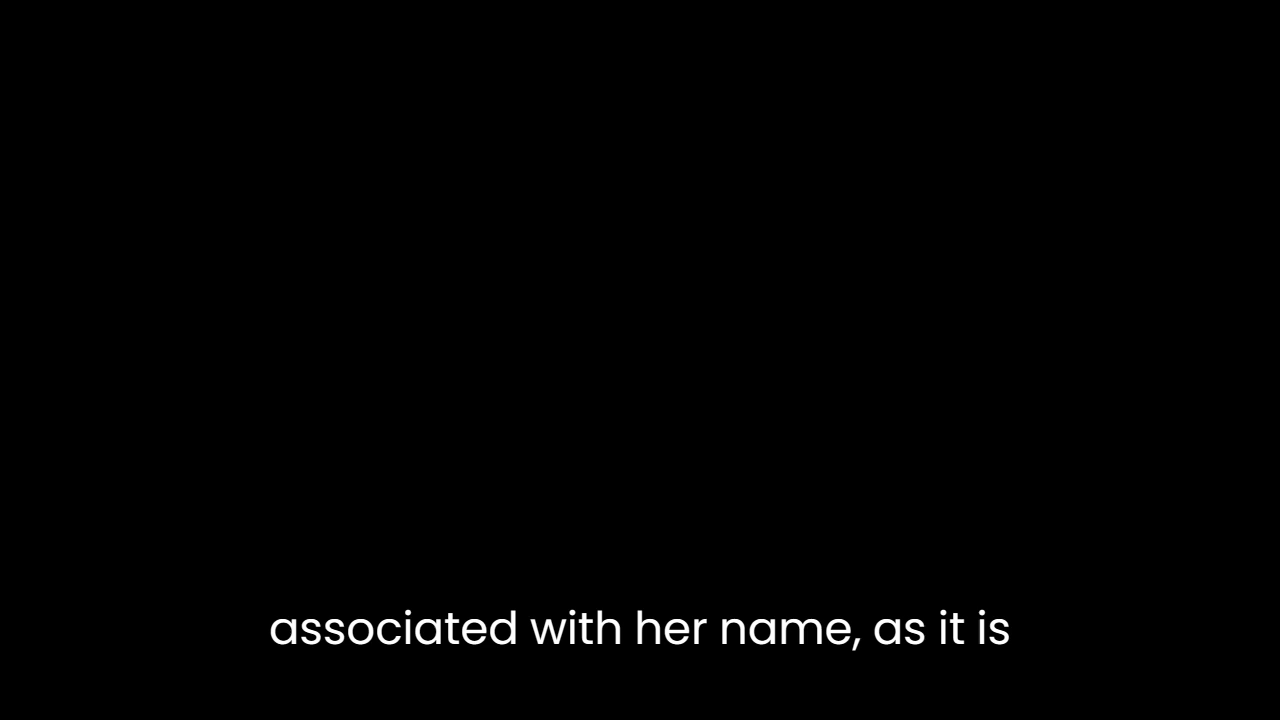 associated with her name, as it is